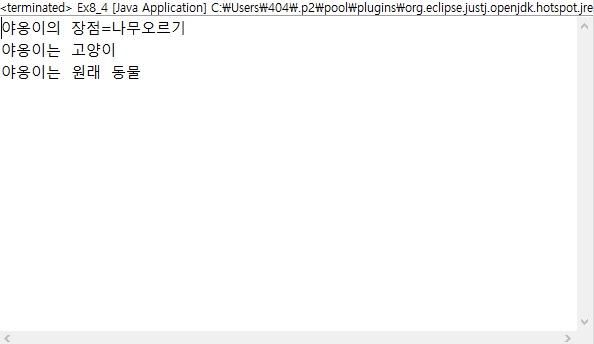 <terminated> Ex8_4 [Java Application] C:₩Users₩404₩.p2₩pool₩plugins₩org.eclipse.justj.openjdk.hotspot.jre
야옹이의 장점=나무오르기
야옹이는 고양이
야옹이는 원래 동물